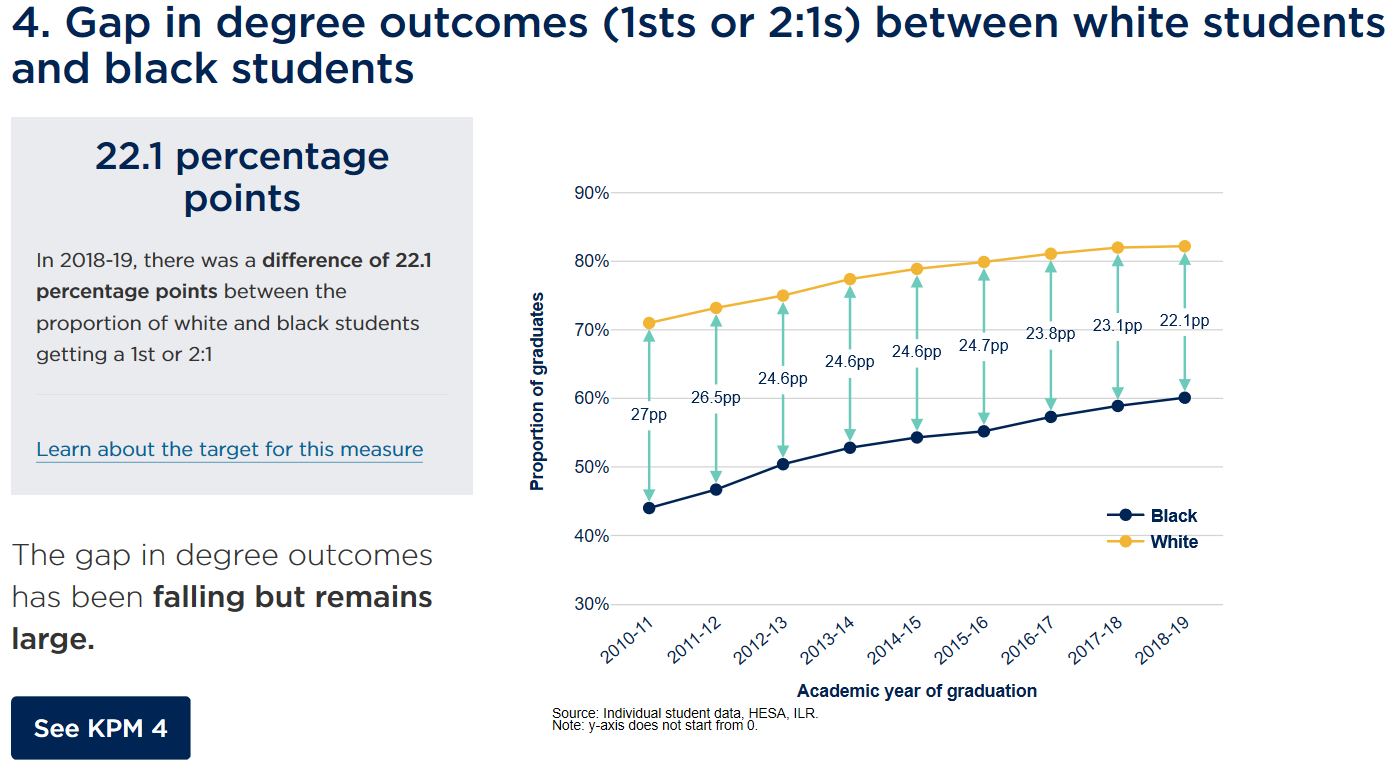 4. Gap in degree outcomes (1sts or 2:1s) between white students
and black students
22.1 percentage
points
In 2018-19, there was a difference of 22.1
percentage points between the
proportion of white and black students
getting a 1st or 2:1
Learn about the target for this measure
The gap in degree outcomes
has been falling but remains
large.
See KPM 4
Proportion of graduates
90%
80%
70%
60%
50%
40%
30%
27pp
26.5pp
24.6pp
24.6pp
24.6pp
24.7pp
23.8pp
23.1pp
22.1pp
Black
White
2010-11
2011-12
2012-13
2013-14
2014-15
2015-16
2016-17
2017-18
2018-19
Academic year of graduation
Source: Individual student data, HESA, ILR.
Note: y-axis does not start from 0.